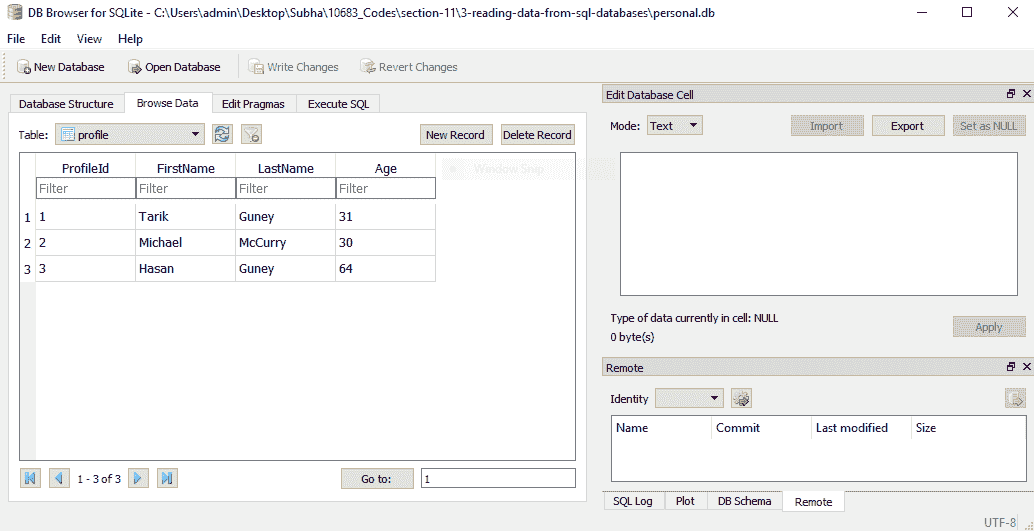 DB Browser for SQLite - C:\Users\admin\Desktop\Subha\10683_Codes\section-11\3-reading-data-from-sql-databases\personal.db
File Edit View Help
New Database Open Database Write Changes Revert Changes
Database Structure Browse Data Edit Pragmas Execute SQL
Table: profile New Record Delete Record
ProfileId FirstName LastName Age
Filter Filter Filter Filter
1 1 Tarik Guney 31
2 2 Michael McCurry 30
3 3 Hasan Guney 64
1 - 3 of 3 Go to: 1
Window Snip
Edit Database Cell
Mode: Text Import Export Set as NULL
Type of data currently in cell: NULL
0 byte(s)
Apply
Remote
Identity
Name Commit Last modified Size
SQL Log Plot DB Schema Remote
UTF-8